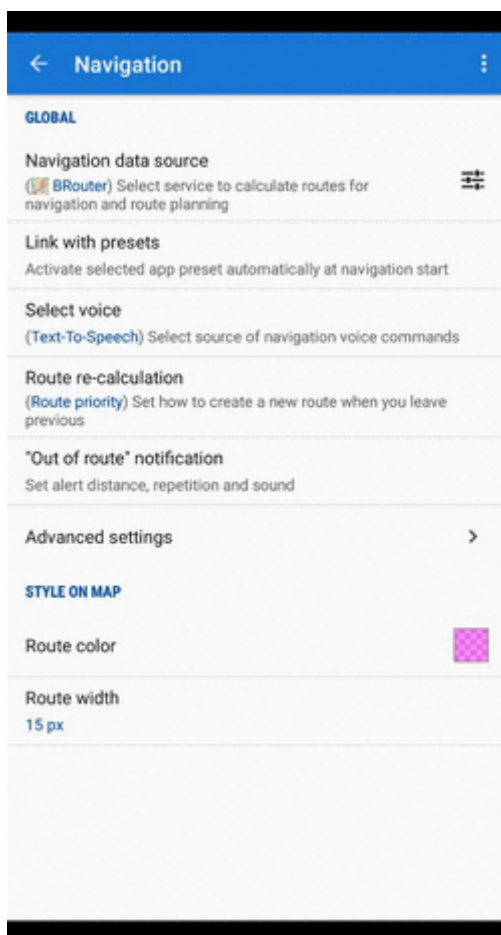 Navigation
GLOBAL
Navigation data source
(BRouter) Select service to calculate routes for
navigation and route planning
Link with presets
Activate selected app preset automatically at navigation start
Select voice
(Text-To-Speech) Select source of navigation voice commands
Route re-calculation
(Route priority) Set how to create a new route when you leave
previous
"Out of route" notification
Set alert distance, repetition and sound
Advanced settings
STYLE ON MAP
Route color
Route width
15 px